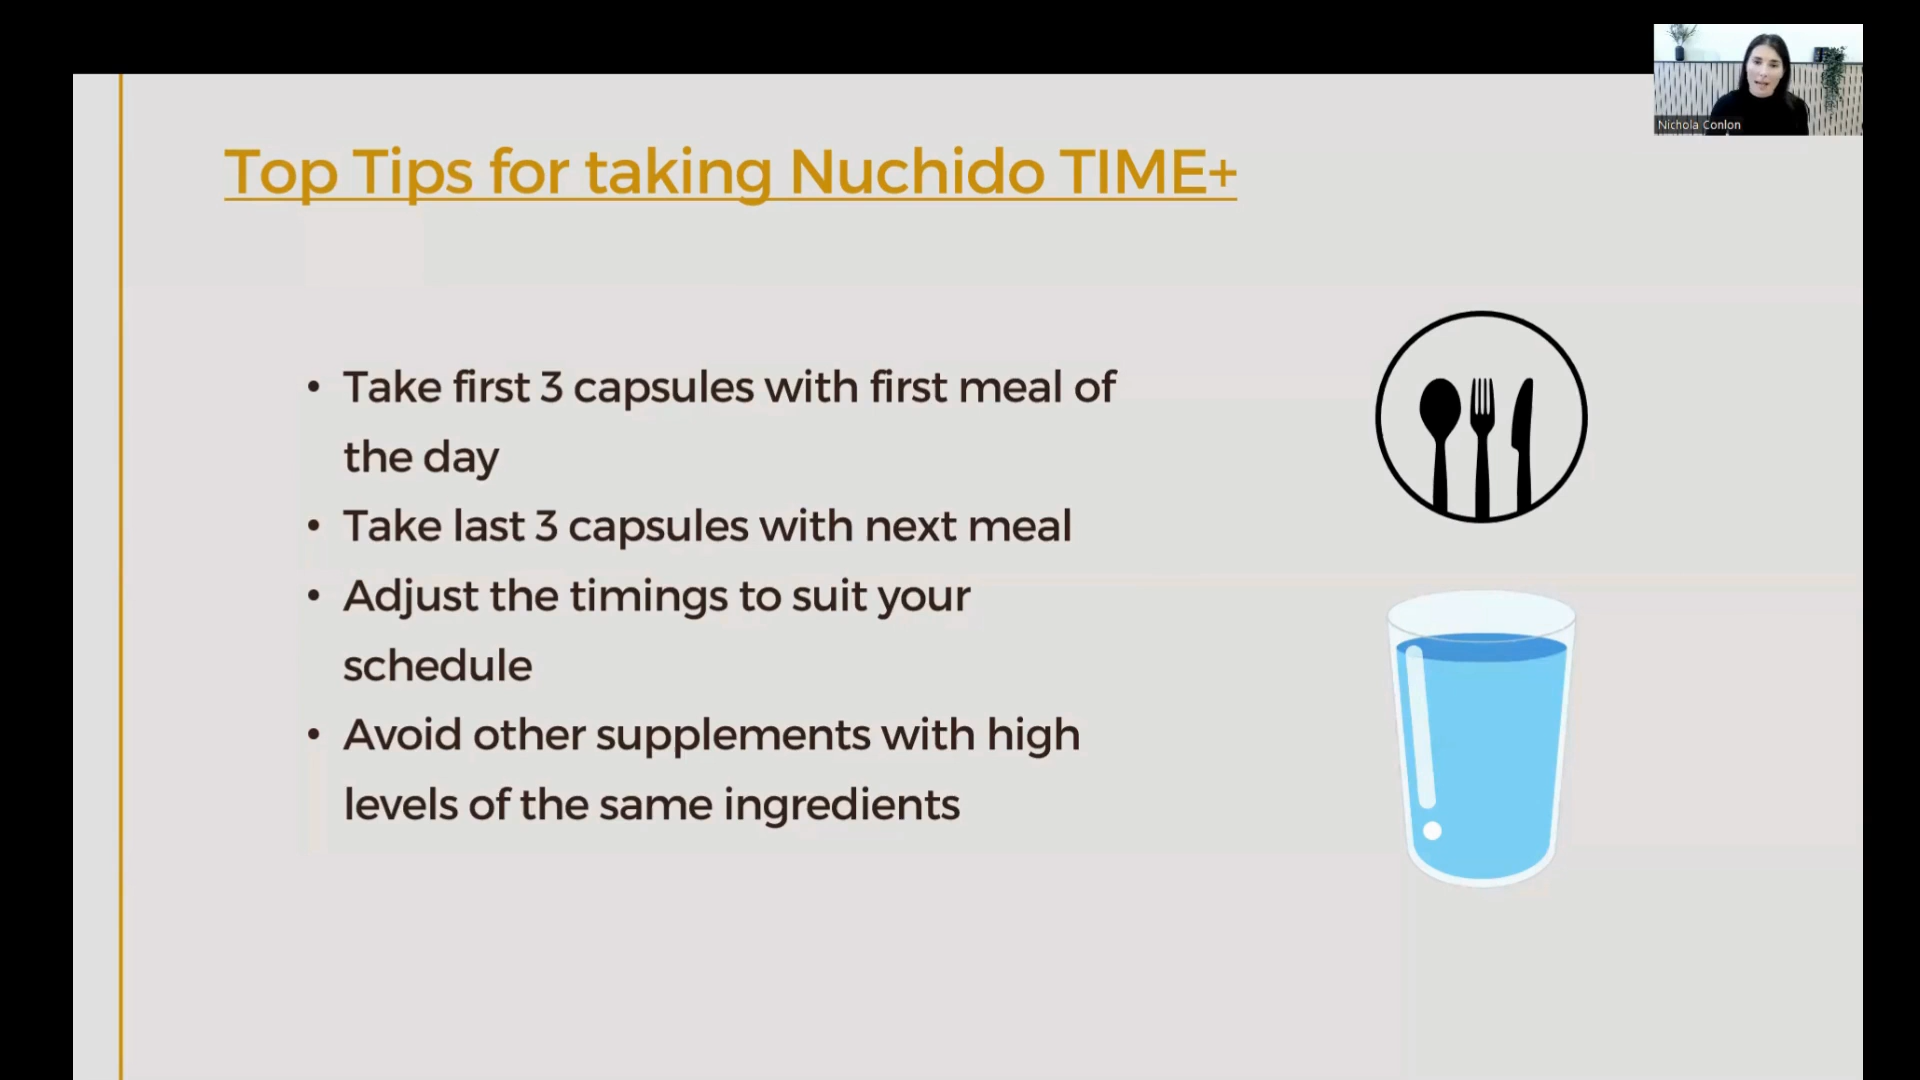 Nichola Conlon
Top Tips for taking Nuchido TIME+
• Take first 3 capsules with first meal of
the day
• Take last 3 capsules with next meal
• Adjust the timings to suit your
schedule
• Avoid other supplements with high
levels of the same ingredients